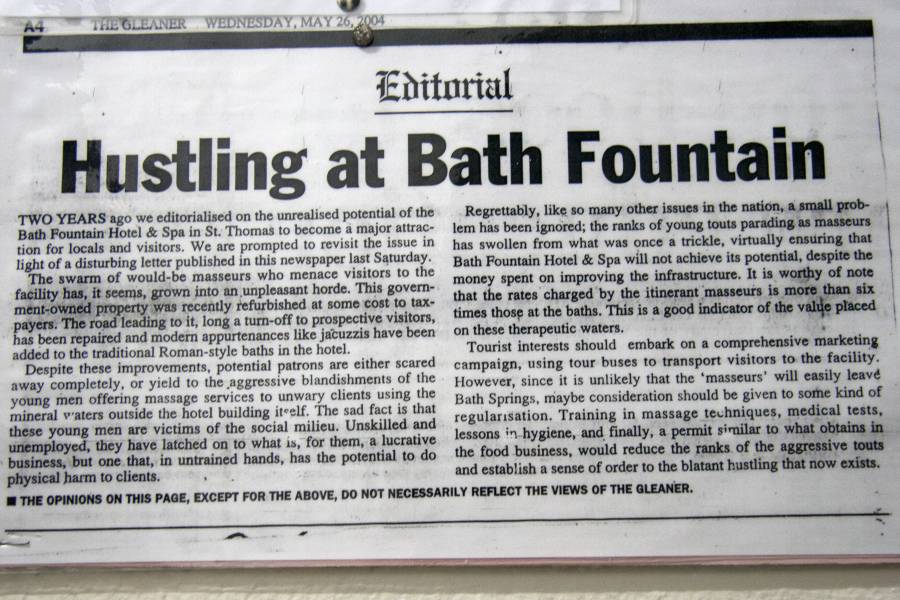 A4 THE GLEANER WEDNESDAY, MAY 26, 2004
Editorial
Hustling at Bath Fountain
TWO YEARS ago we editorialised on the unrealised potential of the
Bath Fountain Hotel & Spa in St. Thomas to become a major attrac-
tion for locals and visitors. We are prompted to revisit the issue in
light of a disturbing letter published in this newspaper last Saturday.
The swarm of would-be masseurs who menace visitors to the
facility has, it seems, grown into an unpleasant horde. This govern-
ment-owned property was recently refurbished at some cost to tax-
payers. The road leading to it, long a turn-off to prospective visitors,
has been repaired and modern appurtenances like jacuzzis have been
added to the traditional Roman-style baths in the hotel.
Despite these improvements, potential patrons are either scared
away completely, or yield to the aggressive blandishments of the
young men offering massage services to unwary clients using the
mineral waters outside the hotel building itself. The sad fact is that
these young men are victims of the social milieu. Unskilled and
unemployed, they have latched on to what is, for them, a lucrative
business, but one that, in untrained hands, has the potential to do
physical harm to clients.
Regrettably, like so many other issues in the nation, a small prob-
lem has been ignored; the ranks of young touts parading as masseurs
has swollen from what was once a trickle, virtually ensuring that
Bath Fountain Hotel & Spa will not achieve its potential, despite the
money spent on improving the infrastructure. It is worthy of note
that the rates charged by the itinerant masseurs is more than six
times those at the baths. This is a good indicator of the value placed
on these therapeutic waters.
Tourist interests should embark on a comprehensive marketing
campaign, using tour buses to transport visitors to the facility.
However, since it is unlikely that the 'masseurs' will easily leave
Bath Springs, maybe consideration should be given to some kind of
regularisation. Training in massage techniques, medical tests,
lessons in hygiene, and finally, a permit similar to what obtains in
the food business, would reduce the ranks of the aggressive touts
and establish a sense of order to the blatant hustling that now exists.
■ THE OPINIONS ON THIS PAGE, EXCEPT FOR THE ABOVE, DO NOT NECESSARILY REFLECT THE VIEWS OF THE GLEANER.